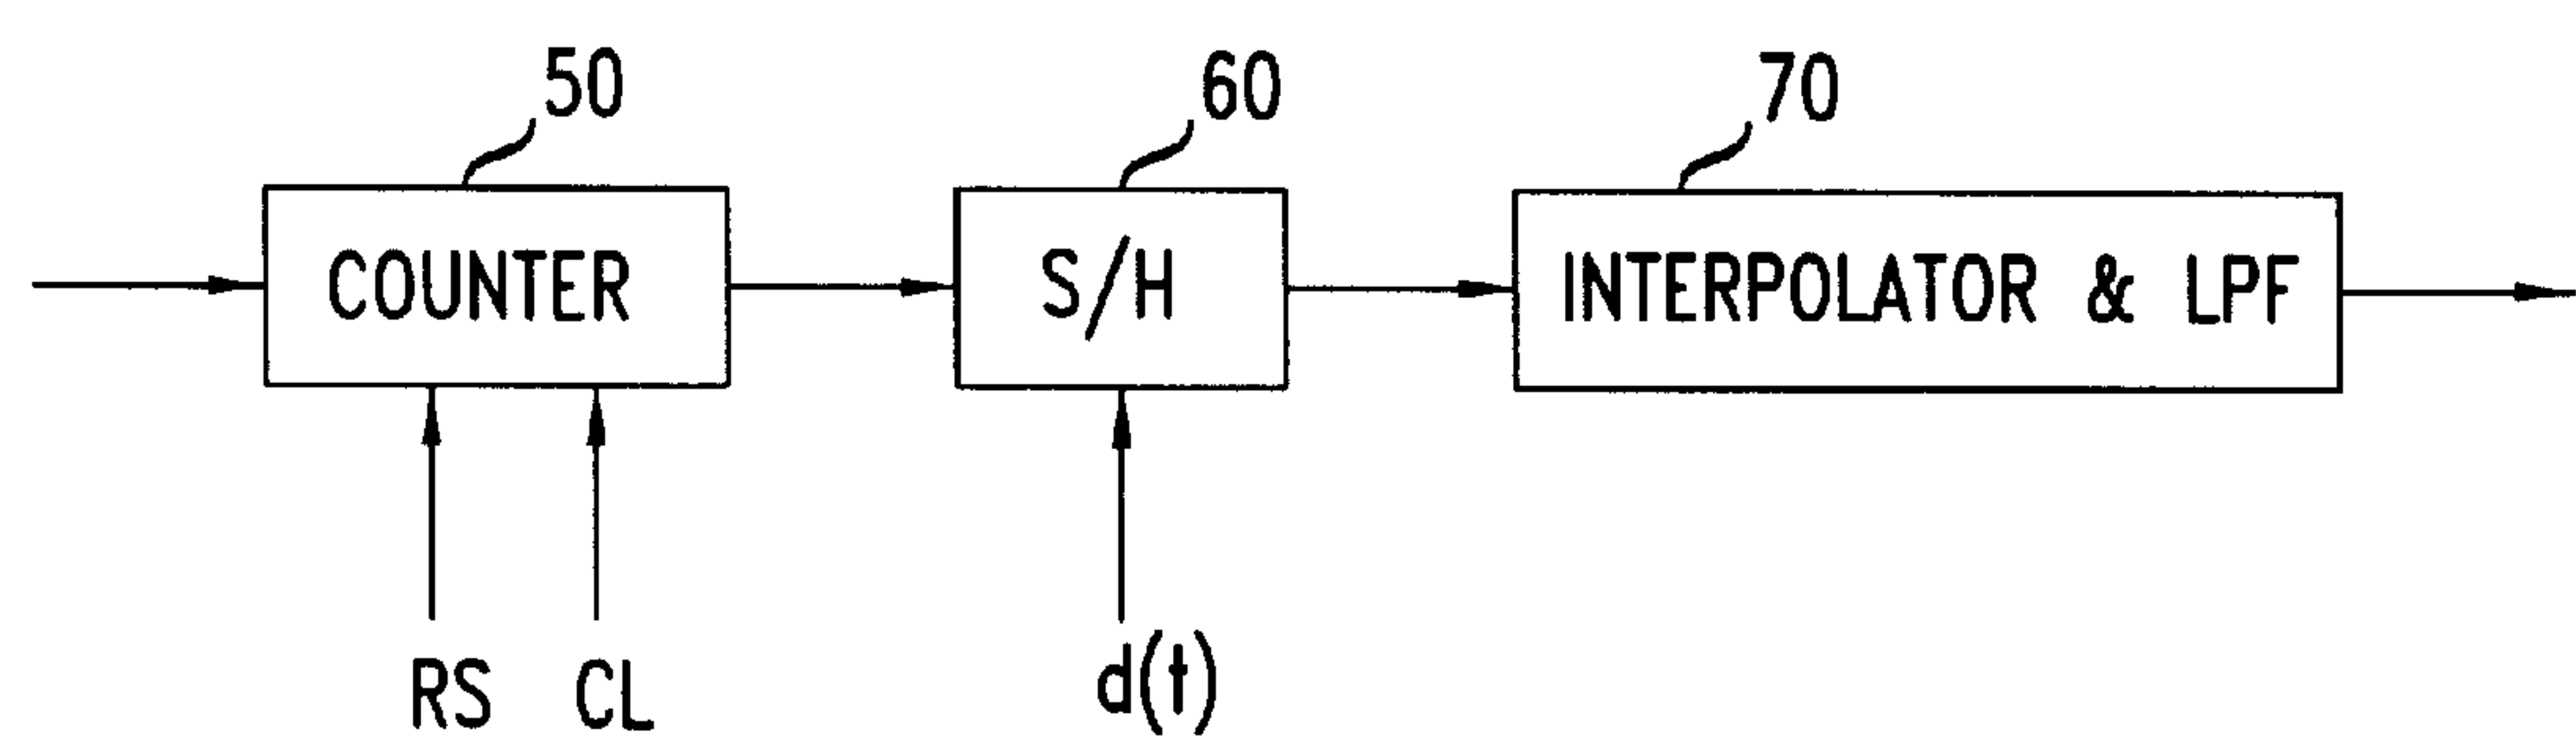 50 60 70
COUNTER S/H INTERPOLATOR & LPF
RS CL d(t)